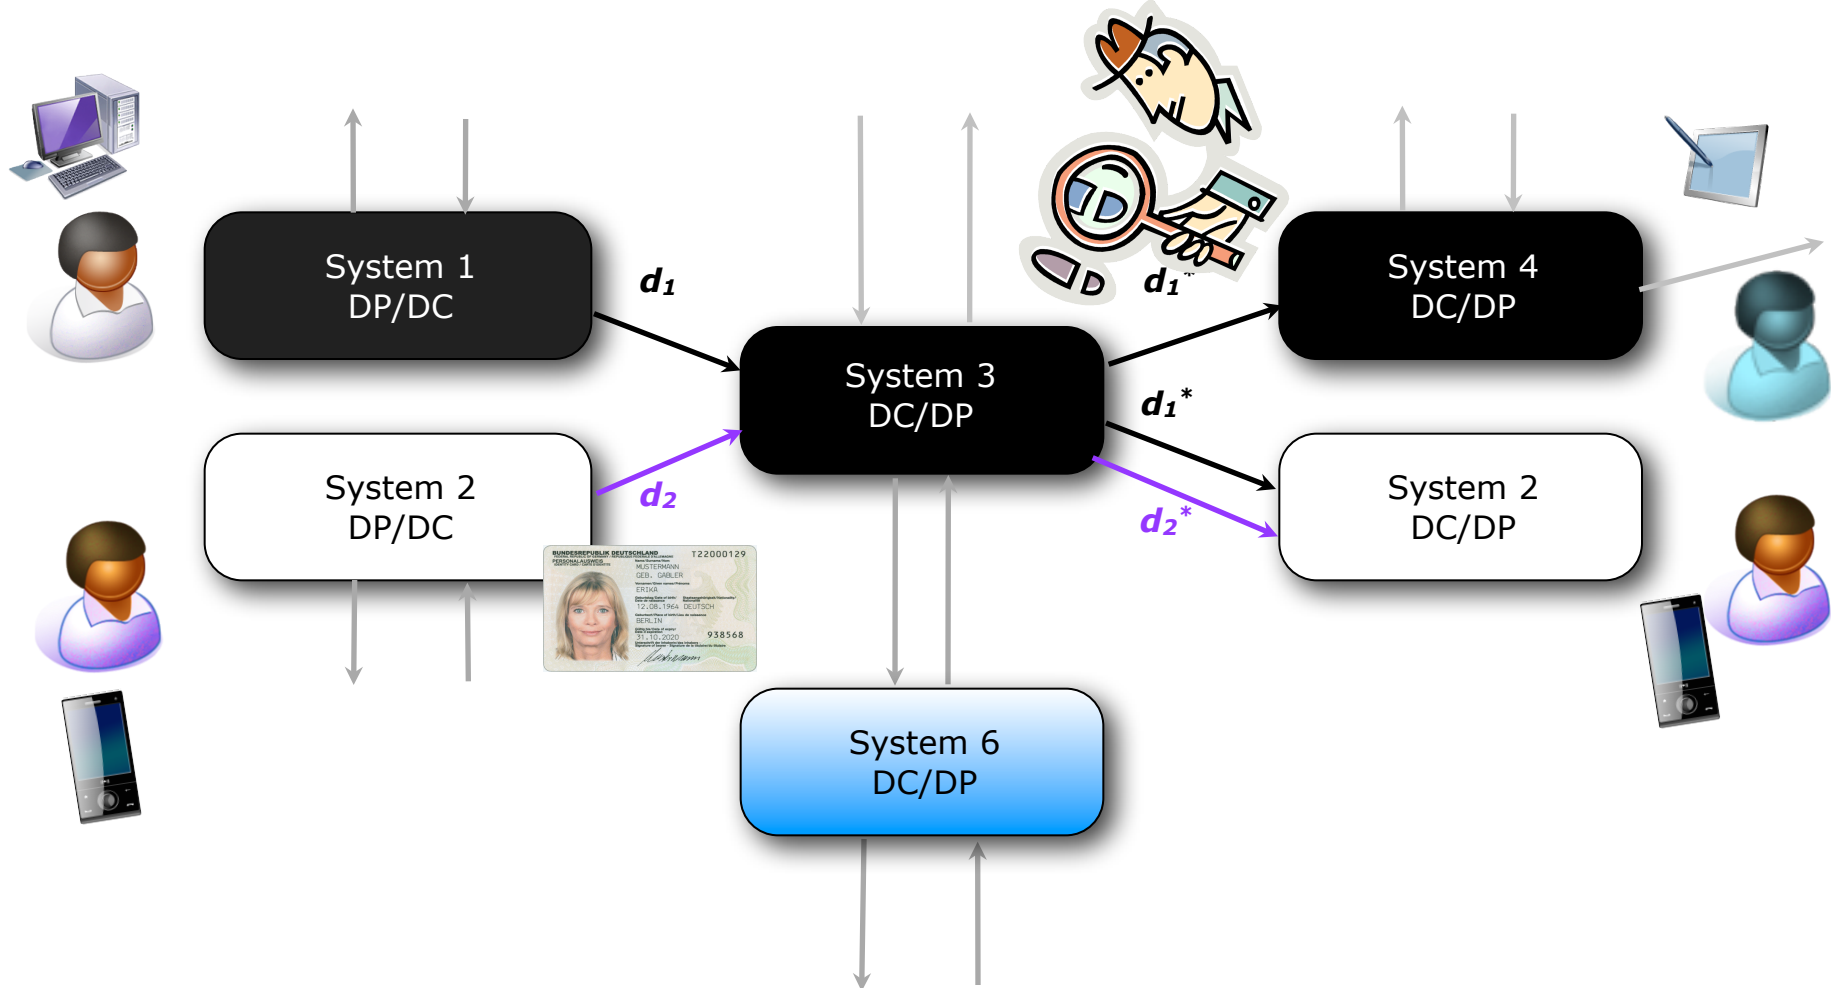 System 1
DP/DC
d₁
d₁*
System 4
DC/DP
System 3
DC/DP
d₁*
System 2
DP/DC
d₂
d₂*
System 2
DC/DP
BUNDESREPUBLIK DEUTSCHLAND
T22000129
PERSONALAUSWEIS
MUSTERMANN
GEB. GABLER
ERIKA
12.08.1964 DEUTSCH
BERLIN
31.10.2020
938568
System 6
DC/DP